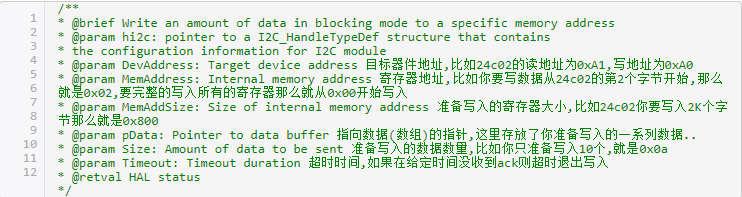 1 /**
2 * @brief Write an amount of data in blocking mode to a specific memory address
3 * @param hi2c: pointer to a I2C_HandleTypeDef structure that contains
4 * the configuration information for I2C module
5 * @param DevAddress: Target device address 目标器件地址,比如24c02的读地址为0xA1,写地址为0xA0
6 * @param MemAddress: Internal memory address 寄存器地址,比如你要写数据从24c02的第2个字节开始,那么
7 就是0x02,要完整的写入所有的寄存器那么就从0x00开始写入
8 * @param MemAddSize: Size of internal memory address 准备写入的寄存器大小,比如24c02你要写入2K个字
9 节那么就是0x800
10 * @param pData: Pointer to data buffer 指向数据(数组)的指针,这里存放了你准备写入的一系列数据..
11 * @param Size: Amount of data to be sent 准备写入的数据数量,比如你只准备写入10个,就是0x0a
12 * @param Timeout: Timeout duration 超时时间,如果在给定时间没收到ack则超时退出写入
* @retval HAL status
*/